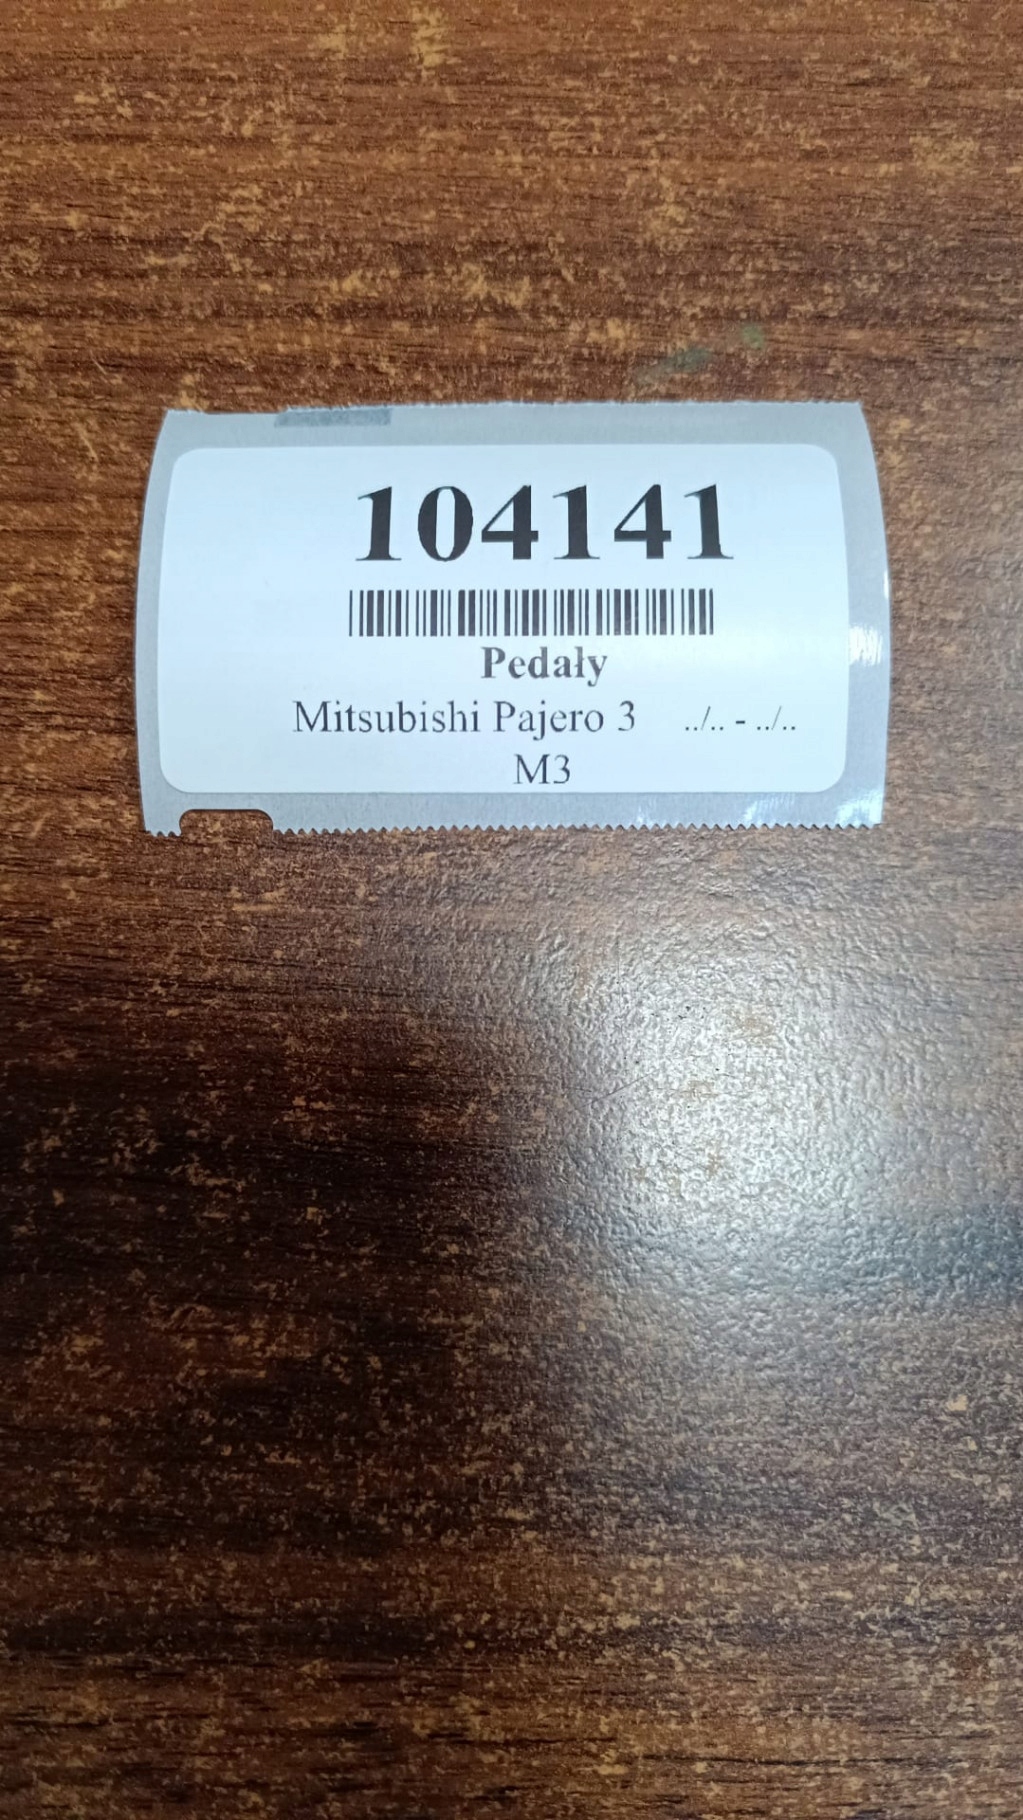 104141
Pedały
Mitsubishi Pajero 3 ../.. - ../..
M3